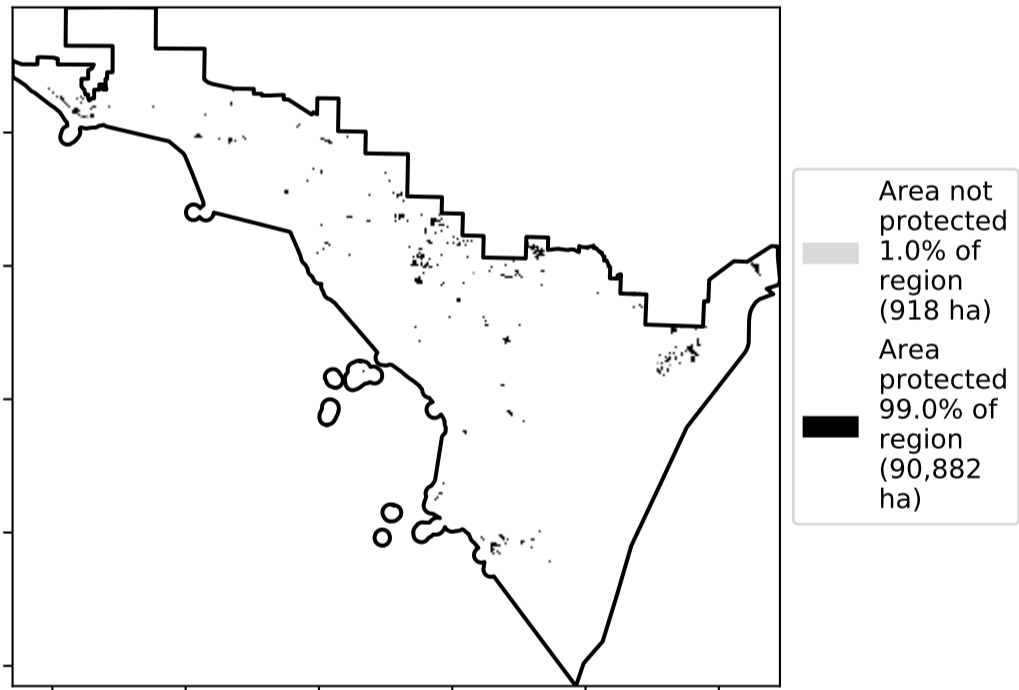 Area not
protected
1.0% of
region
(918 ha)
Area
protected
99.0% of
region
(90,882
ha)